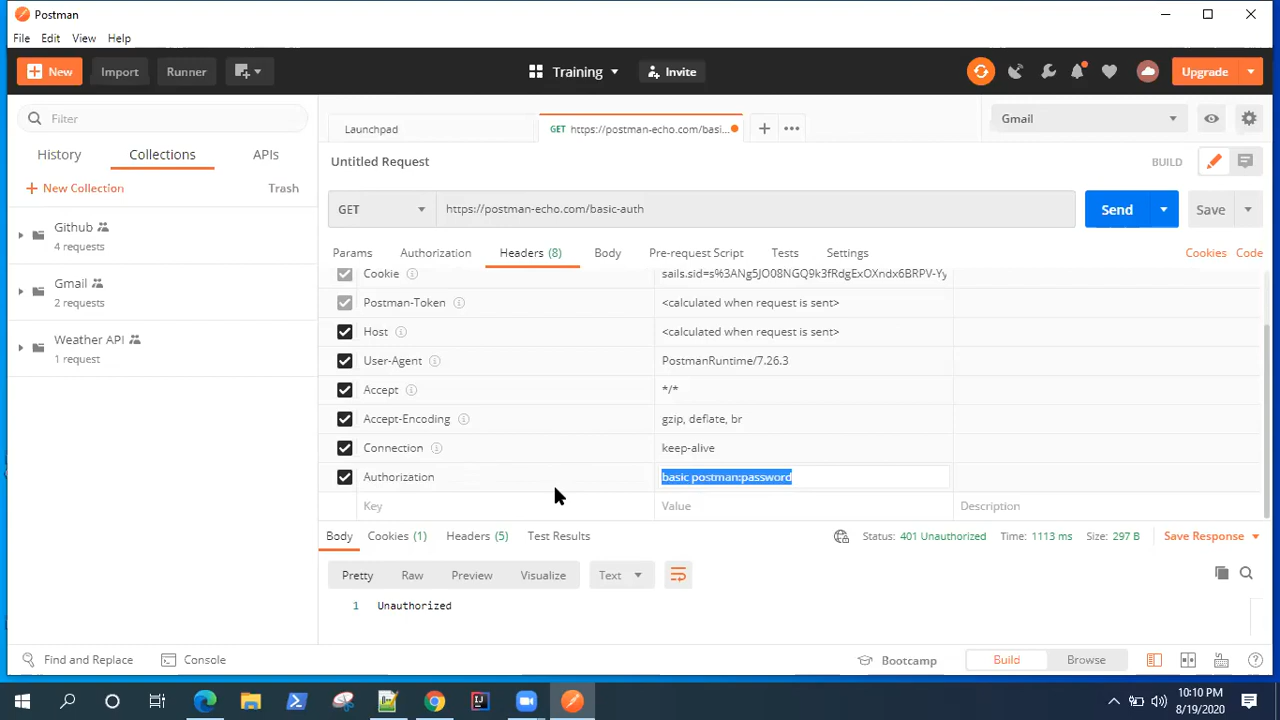 Postman
File Edit View Help
New Import Runner Training Invite Upgrade
Filter
History Collections APIs
New Collection Trash
Github
4 requests
Gmail
2 requests
Weather API
1 request
Launchpad GET https://postman-echo.com/basi... Gmail
Untitled Request BUILD
GET https://postman-echo.com/basic-auth Send Save
Params Authorization Headers (8) Body Pre-request Script Tests Settings Cookies Code
Cookie sails.sid=s%3ANg5JO08NGQ9k3fRdgExOXndx6BRPV-Yy
Postman-Token <calculated when request is sent>
Host <calculated when request is sent>
User-Agent PostmanRuntime/7.26.3
Accept */*
Accept-Encoding gzip, deflate, br
Connection keep-alive
Authorization basic postman:password
Key Value Description
Body Cookies (1) Headers (5) Test Results Status: 401 Unauthorized Time: 1113 ms Size: 297 B Save Response
Pretty Raw Preview Visualize Text
1 Unauthorized
Find and Replace Console Bootcamp Build Browse
10:10 PM
8/19/2020